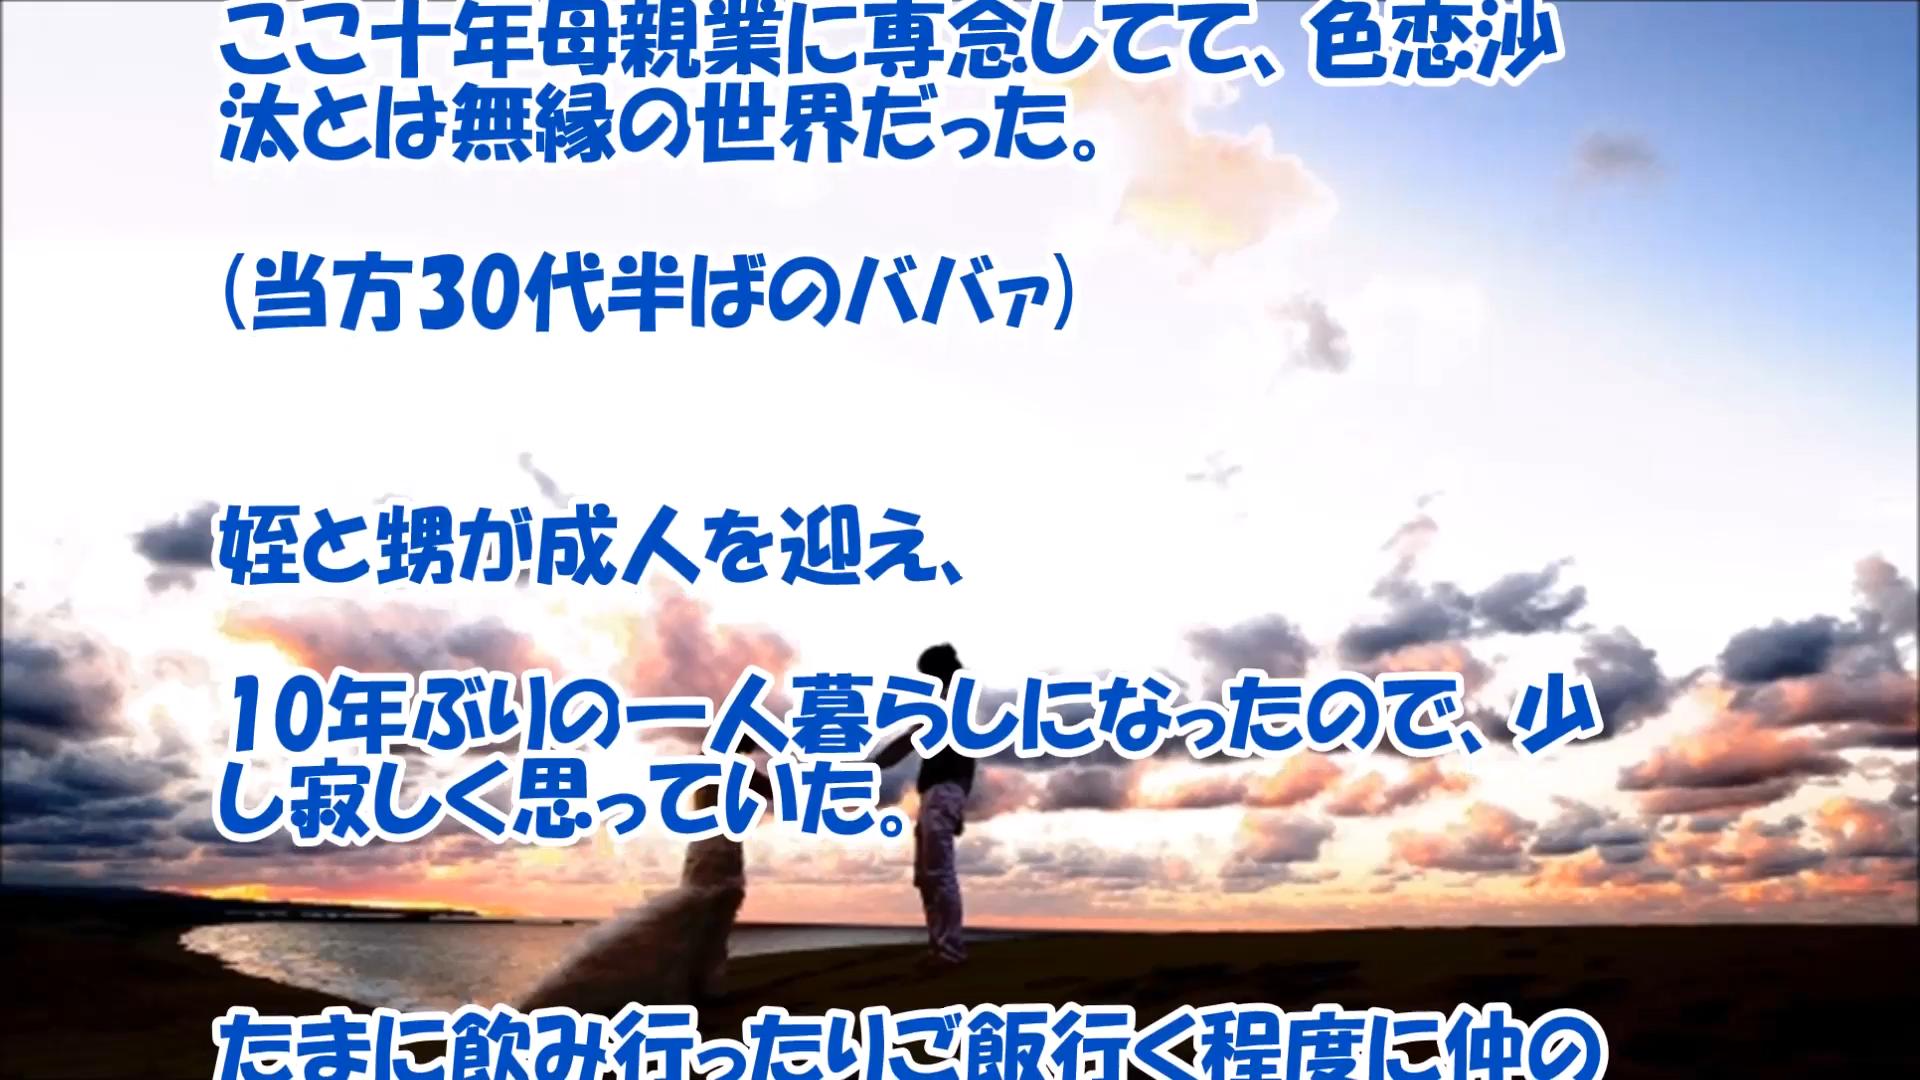 ここ十年母親業に専念してて、色恋沙
汰とは無縁の世界だった。
(当方30代半ばのババァ)
姪と甥が成人を迎え、
10年ぶりの一人暮らしになったので、少
し寂しく思っていた。
たまに飲み行ったりご飯行く程度に仲の